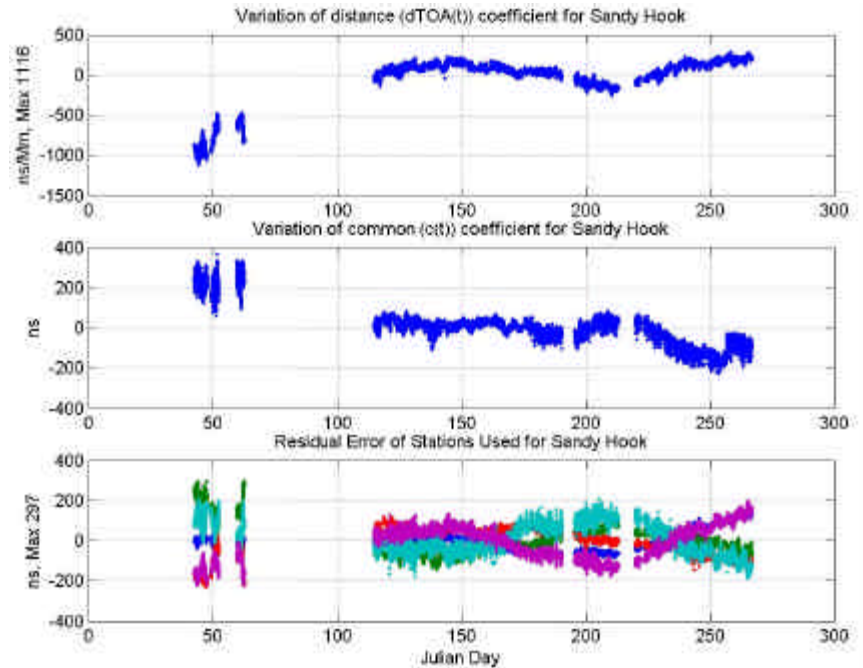 Variation of distance (dTOA(t)) coefficient for Sandy Hook
ns/Mm, Max 1116
500
0
-500
-1000
-1500
0 50 100 150 200 250 300
Variation of common (c(t)) coefficient for Sandy Hook
ns
400
200
0
-200
-400
0 50 100 150 200 250 300
Residual Error of Stations Used for Sandy Hook
ns, Max 297
400
200
0
-200
-400
0 50 100 150 200 250 300
Julian Day